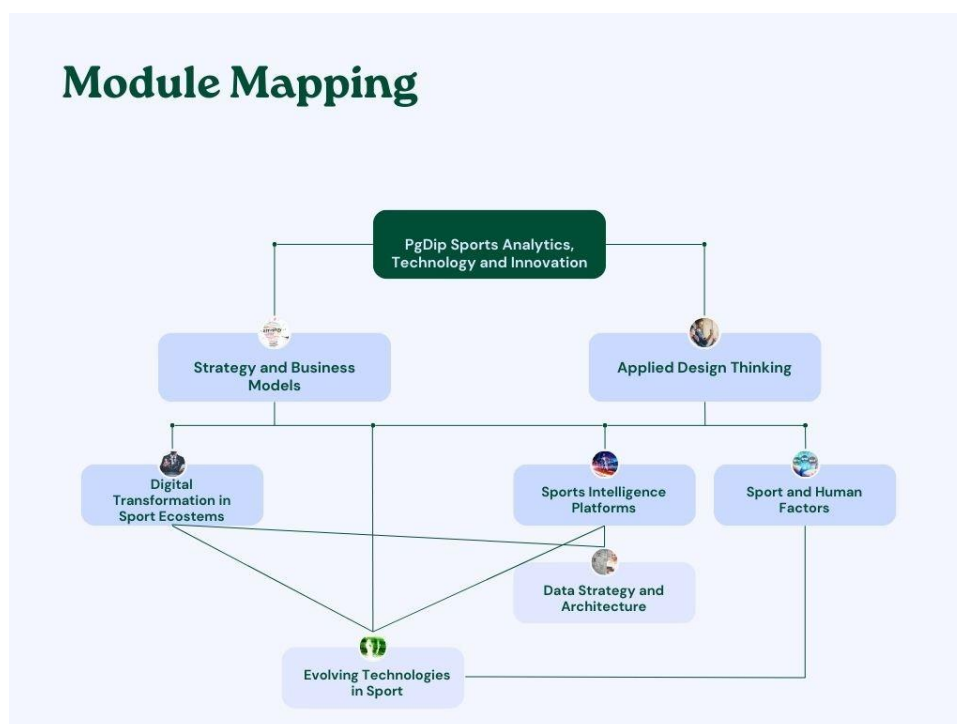 Module Mapping
PgDip Sports Analytics,
Technology and Innovation
Strategy and Business
Models
Applied Design Thinking
Digital
Transformation in
Sport Ecostems
Sports Intelligence
Platforms
Sport and Human
Factors
Data Strategy and
Architecture
Evolving Technologies
in Sport